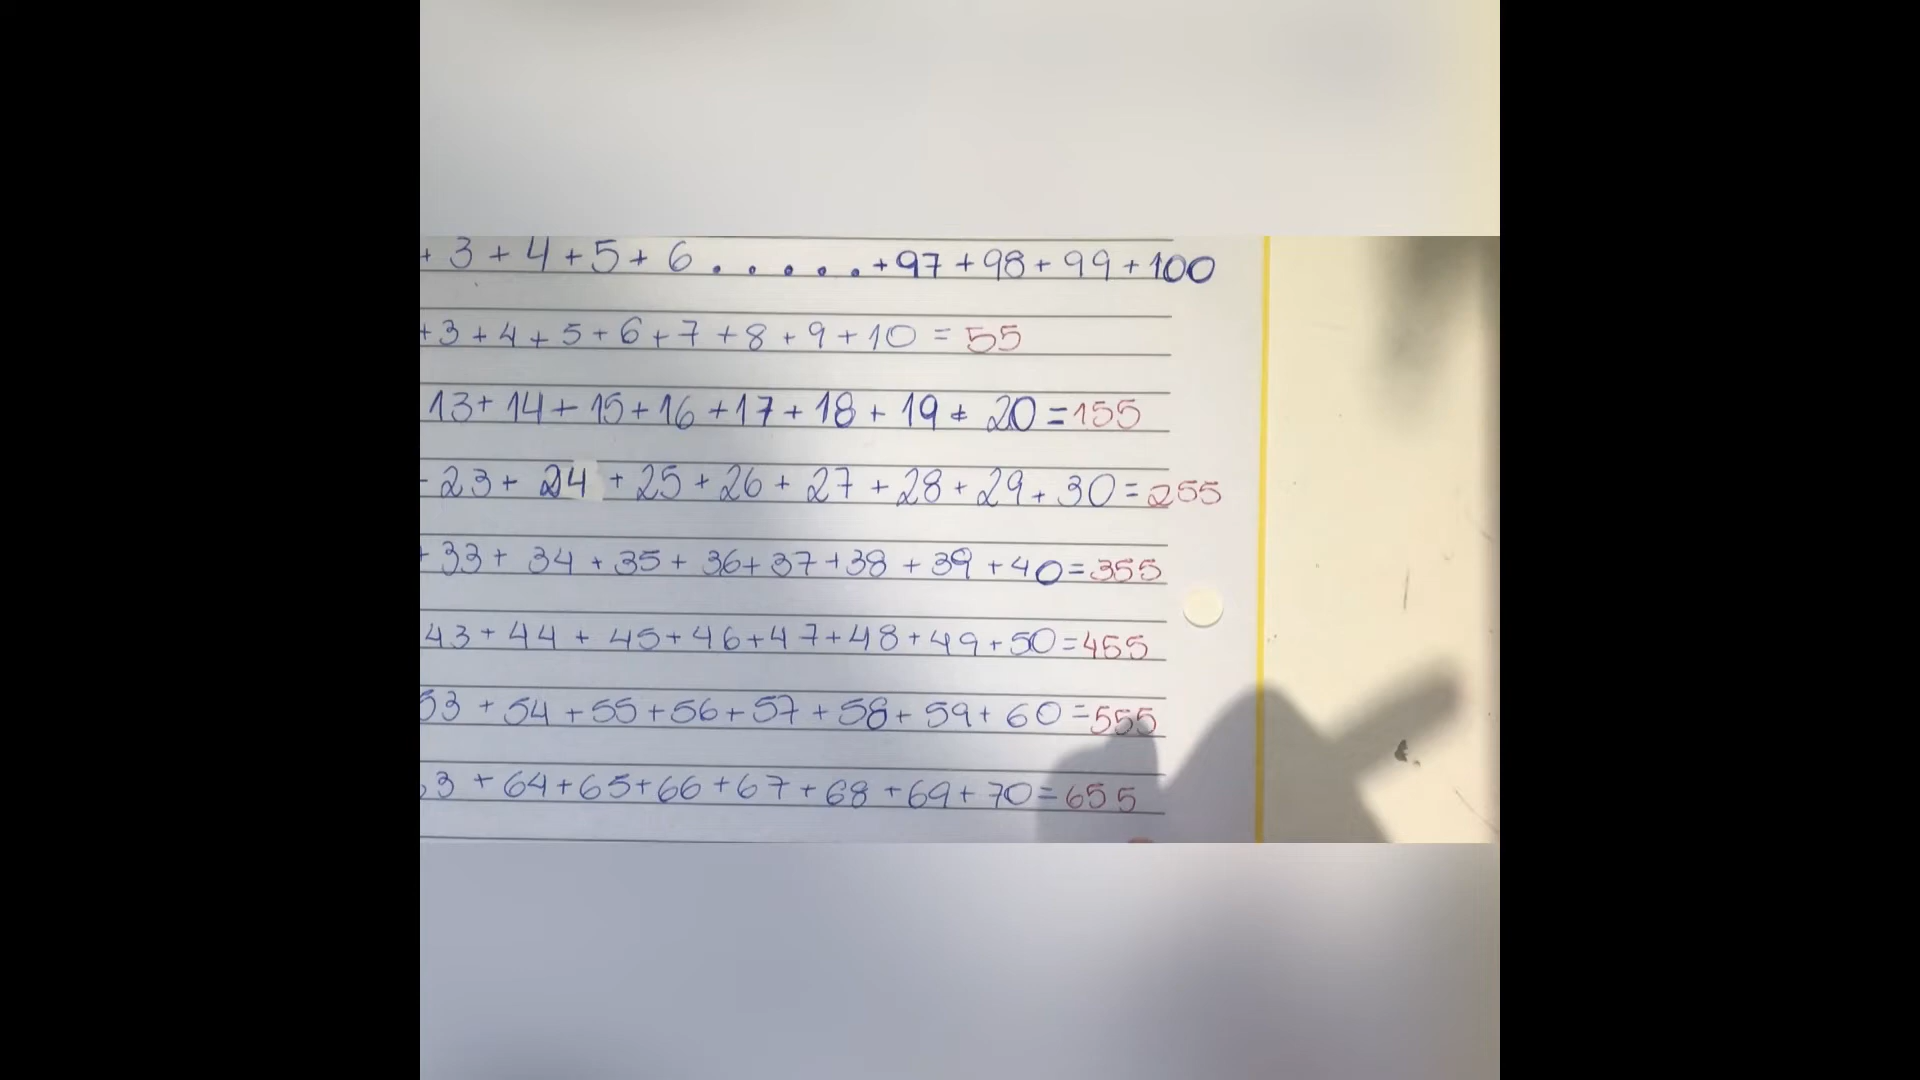 + 3 + 4 + 5 + 6 . . . . . + 97 + 98 + 99 + 100
+ 3 + 4 + 5 + 6 + 7 + 8 + 9 + 10 = 55
13 + 14 + 15 + 16 + 17 + 18 + 19 + 20 = 155
23 + 24 + 25 + 26 + 27 + 28 + 29 + 30 = 255
+ 33 + 34 + 35 + 36 + 37 + 38 + 39 + 40 = 355
43 + 44 + 45 + 46 + 47 + 48 + 49 + 50 = 455
53 + 54 + 55 + 56 + 57 + 58 + 59 + 60 = 555
3 + 64 + 65 + 66 + 67 + 68 + 69 + 70 = 655